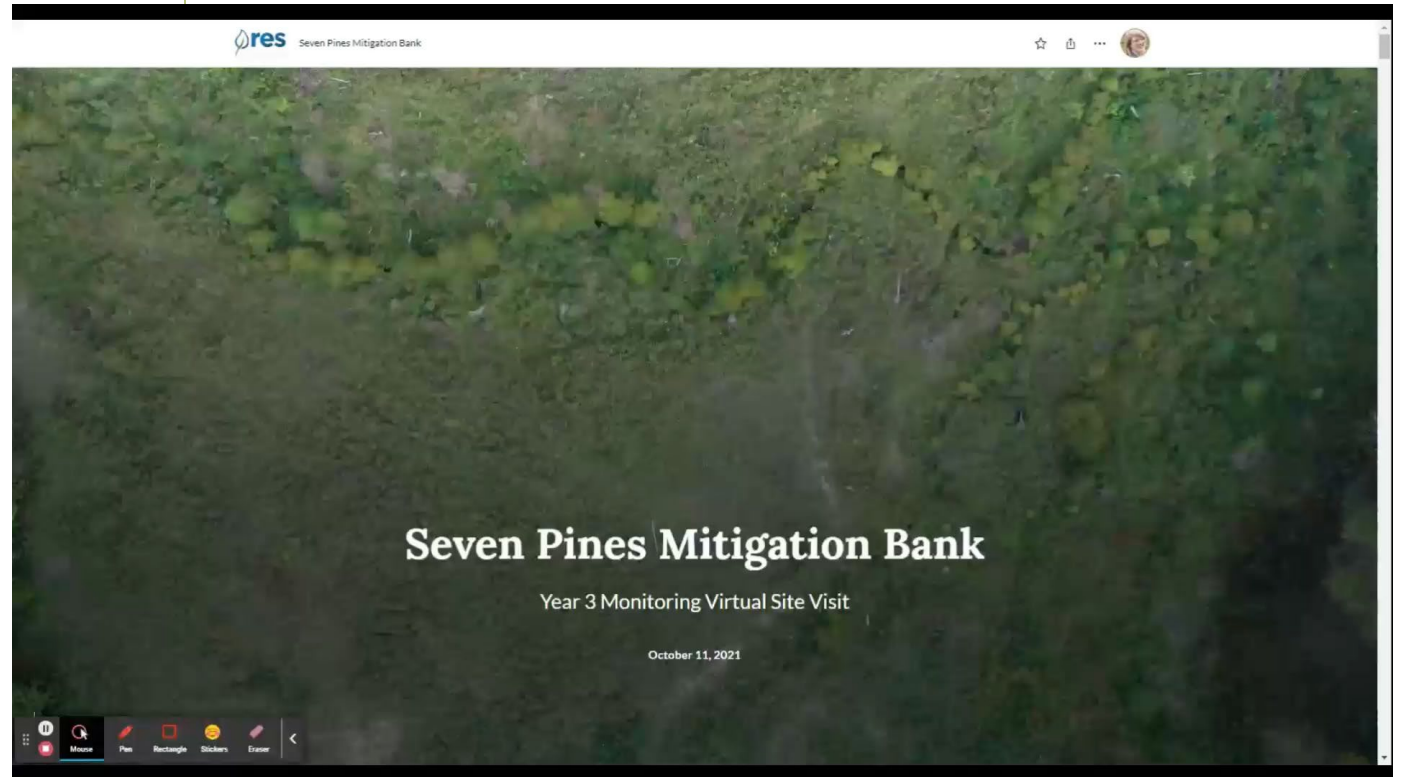 res
Seven Pines Mitigation Bank
Seven Pines Mitigation Bank
Year 3 Monitoring Virtual Site Visit
October 11, 2021
Mouse
Pen
Rectangle
Stickers
Eraser